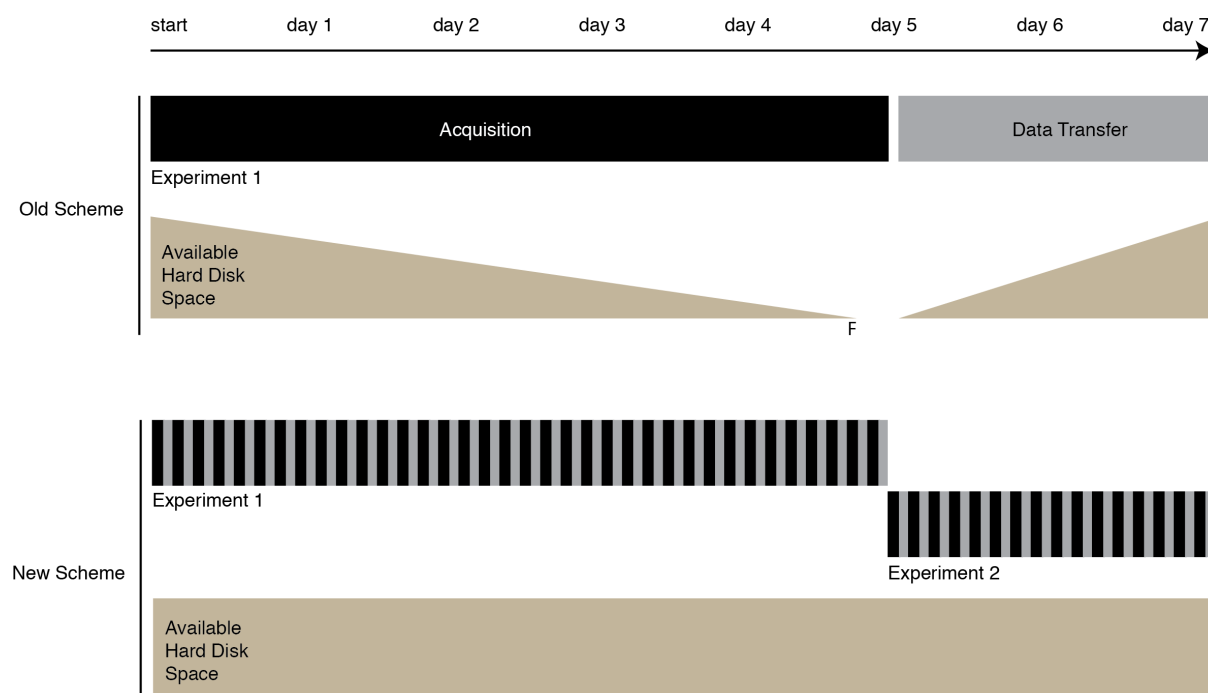 start day 1 day 2 day 3 day 4 day 5 day 6 day 7
Acquisition Data Transfer
Experiment 1
Old Scheme
Available
Hard Disk
Space
F
Experiment 1
New Scheme Experiment 2
Available
Hard Disk
Space